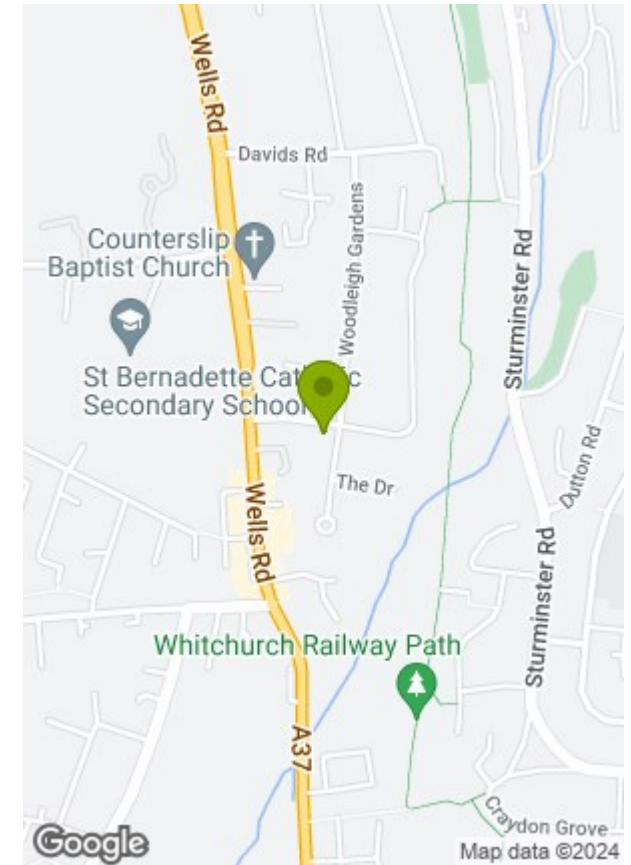 Wells Rd
Davids Rd
Counterslip
Baptist Church
Woodleigh Gardens
Sturminster Rd
St Bernadette Catholic
Secondary School
Dutton Rd
The Dr
Wells Rd
Whitchurch Railway Path
Sturminster Rd
A37
Craydon Grove
Google
Map data ©2024